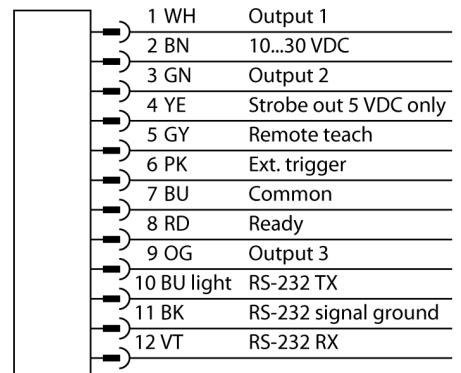 1 WH Output 1
2 BN 10...30 VDC
3 GN Output 2
4 YE Strobe out 5 VDC only
5 GY Remote teach
6 PK Ext. trigger
7 BU Common
8 RD Ready
9 OG Output 3
10 BU light RS-232 TX
11 BK RS-232 signal ground
12 VT RS-232 RX